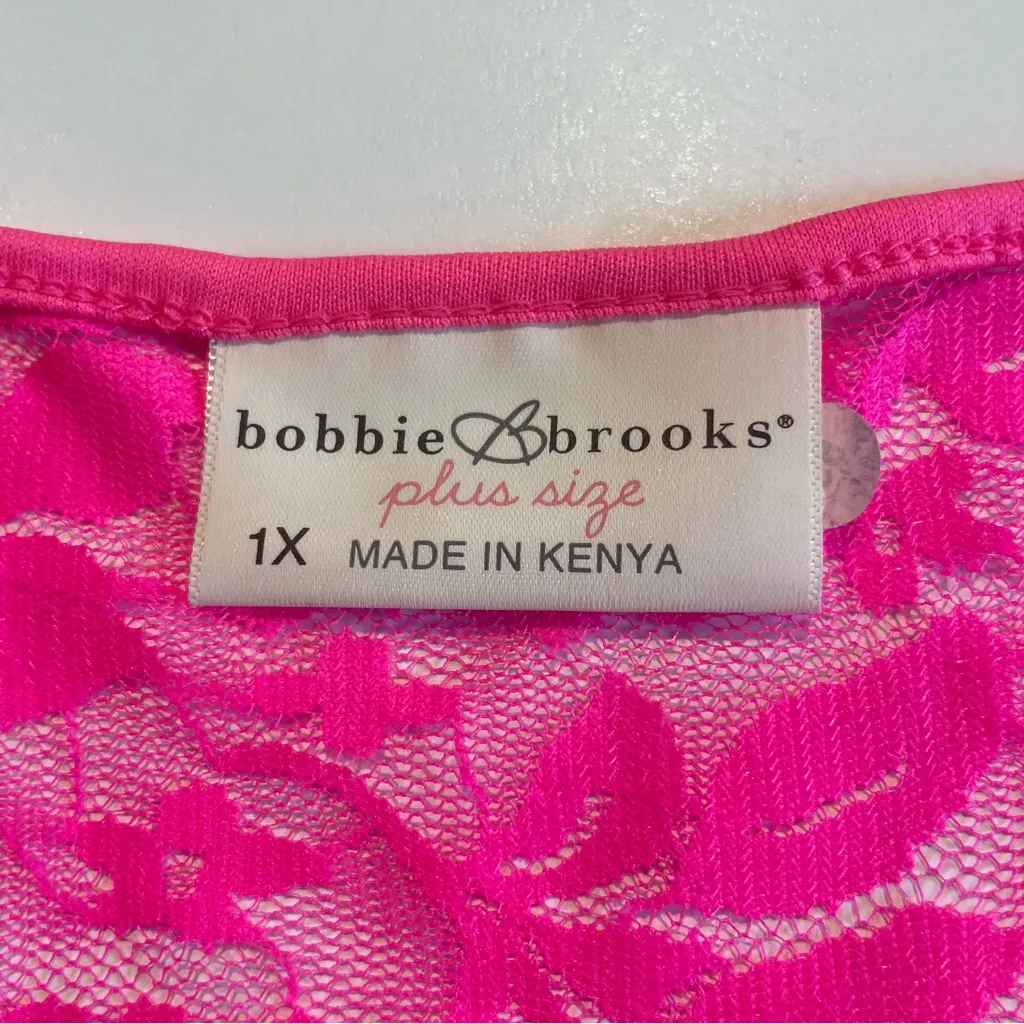 bobbie brooks®
plus size
1X MADE IN KENYA